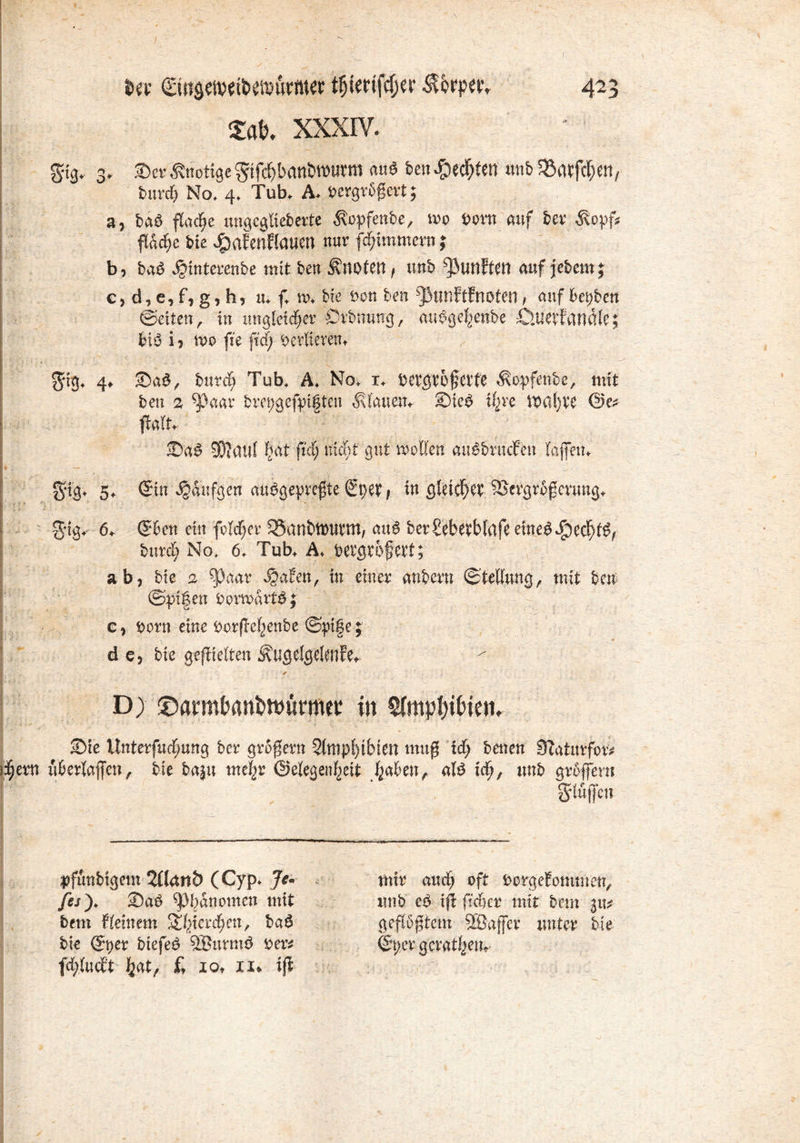 der Eingeweidewürmer thierischer Körper. 423
Tab. XXXIV.
Fig. 3. Der Knotige Fischbandwurm aus den Hechten und Barschen,
durch No. 4. Tub. A. vergrößert;
a, das flache ungegliederte Kopfende, wo vorn auf der Kopf-
fläche die Hakenklauen nur schimmern;
b, das Hinterende mit den Knoten, und Punkten auf jedem;
c, d, e, f, g, h, u. s. w. die von den Punktknoten, auf beyden
Seiten, in ungleicher Ordnung, ausgehende Querkanäle;
bis i, wo sie sich verlieren.
Fig. 4. Das, durch Tub. A. No. 1. vergrößerte Kopfende, mit
den 2 Paar dreygespitzten Klauen. Dies ihre wahre Ge-
stalt.
Das Maul hat sich nicht gut wollen ausdrucken lassen.
Fig. 5. Ein Häufgen ausgepreßte Eyer, in gleicher Vergrößerung.
Fig. 6. Eben ein solcher Bandwurm, aus der Leberblase eines Hechts,
durch No. 6. Tub. A. vergrößert;
a b, die 2 Paar Haken, in einer andern Stellung, mit den
Spitzen vorwärts;
c, vorn eine vorstehende Spitze;
d e, die gestielten Kugelgelenke.
D) Darmbandwürmer in Amphibien.
Die Untersuchung der größern Amphibien muß ich denen Naturfor-
schern überlassen, die dazu mehr Gelegenheit haben, als ich, und größern
Flüssen
pfündigem Aland (Cyp. Je-
ses). Das Phänomen mit
dem kleinem Thierchen, das
die Eyer dieses Wurms ver-
schluckt hat, f. 10. 11. ist
mir auch oft vorgekommen,
und es ist sicher mit dem zu-
geflößtem Wasser unter die
Eyer gerathen.